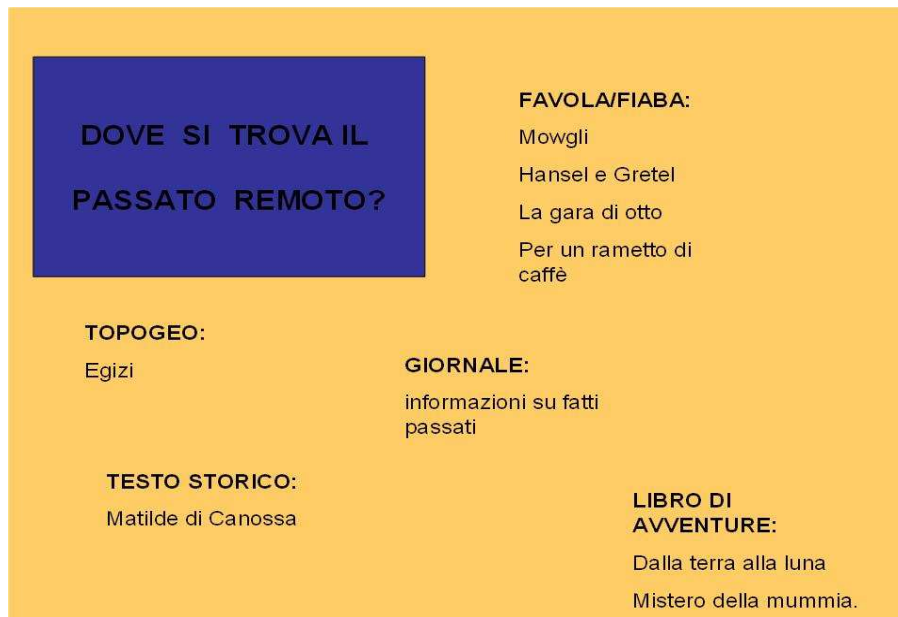 DOVE SI TROVA IL
PASSATO REMOTO?
FAVOLA/FIABA:
Mowgli
Hansel e Gretel
La gara di otto
Per un rametto di
caffè
TOPOGEO:
Egizi
GIORNALE:
informazioni su fatti
passati
TESTO STORICO:
Matilde di Canossa
LIBRO DI
AVVENTURE:
Dalla terra alla luna
Mistero della mummia.